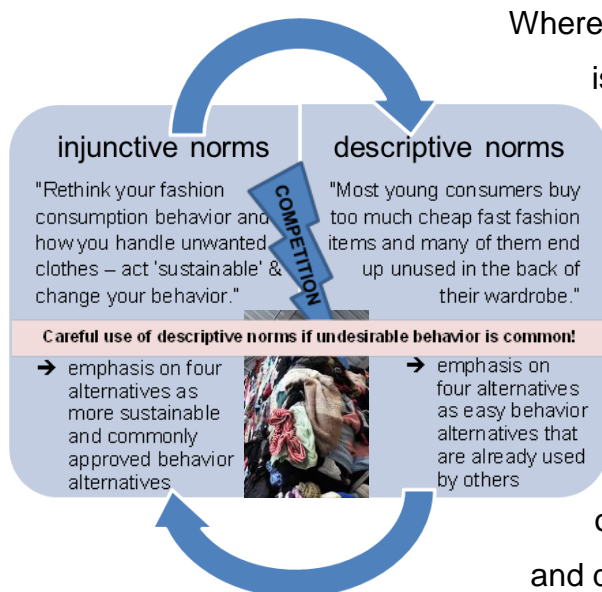 Where
injunctive norms
"Rethink your fashion
consumption behavior and
how you handle unwanted
clothes – act 'sustainable' &
change your behavior."
COMPETITION
descriptive norms
"Most young consumers buy
too much cheap fast fashion
items and many of them end
up unused in the back of
their wardrobe."
Careful use of descriptive norms if undesirable behavior is common!
➔ emphasis on four
alternatives as
more sustainable
and commonly
approved behavior
alternatives
➔ emphasis on
four alternatives
as easy behavior
alternatives that
are already used
by others
and